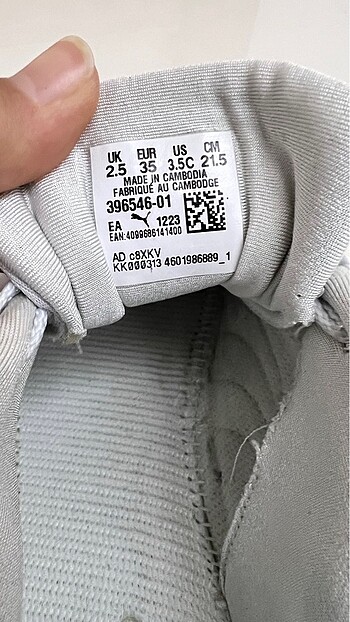 UK EUR US CM
2.5 35 3.5C 21.5
MADE IN CAMBODIA
FABRIQUÉ AU CAMBODGE
396546-01
EA 1223
EAN:4099686141400
AD c8XKV
KK000313 4601986889_1